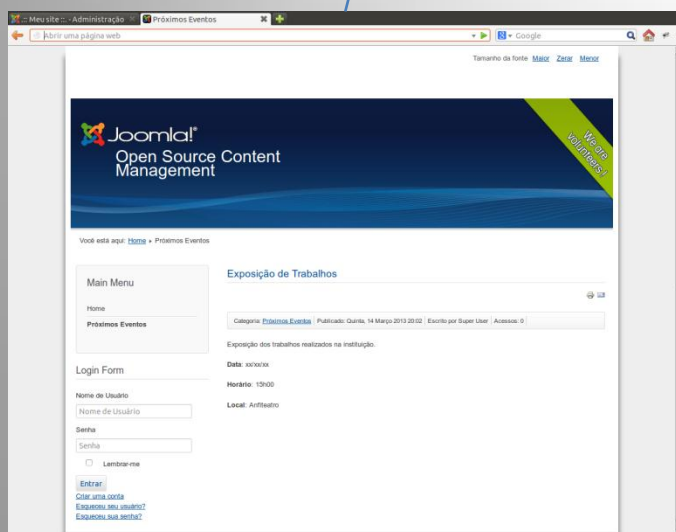 .:: Meu site ::. - Administração
Próximos Eventos
Abrir uma página web
Google
Tamanho da fonte Maior Zerar Menor
Joomla!®
Open Source Content
Management
We are
volunteers!
Você está aqui: Home ▸ Próximos Eventos
Main Menu
Home
Próximos Eventos
Login Form
Nome de Usuário
Nome de Usuário
Senha
Senha
Lembrar-me
Entrar
Criar uma conta
Esqueceu seu usuário?
Esqueceu sua senha?
Exposição de Trabalhos
Categoria: Próximos Eventos Publicado: Quinta, 14 Março 2013 20:02 Escrito por Super User Acessos: 0
Exposição dos trabalhos realizados na instituição.
Data: xx/xx/xx
Horário: 15h00
Local: Anfiteatro